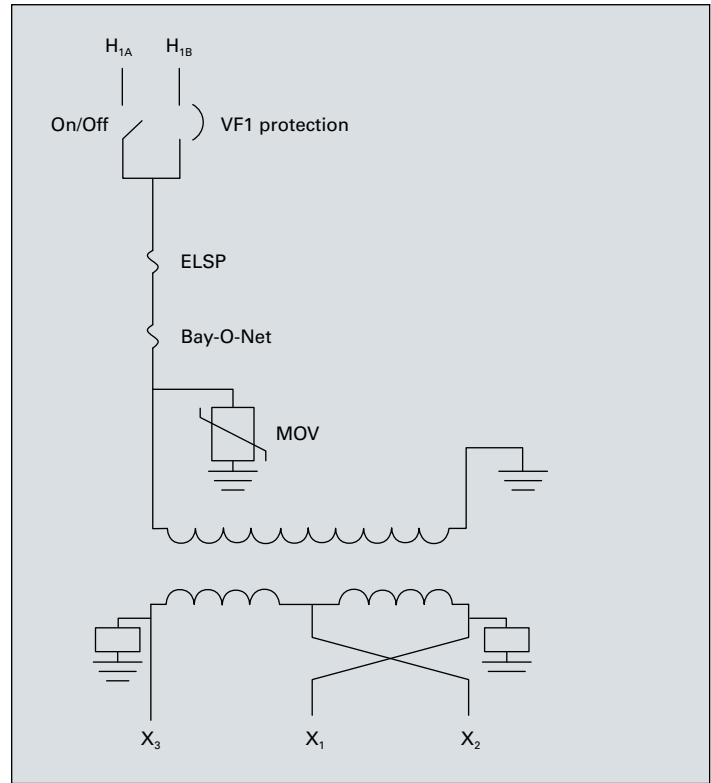 H₁A H₁B
On/Off VF1 protection
ELSP
Bay-O-Net
MOV
X₃ X₁ X₂